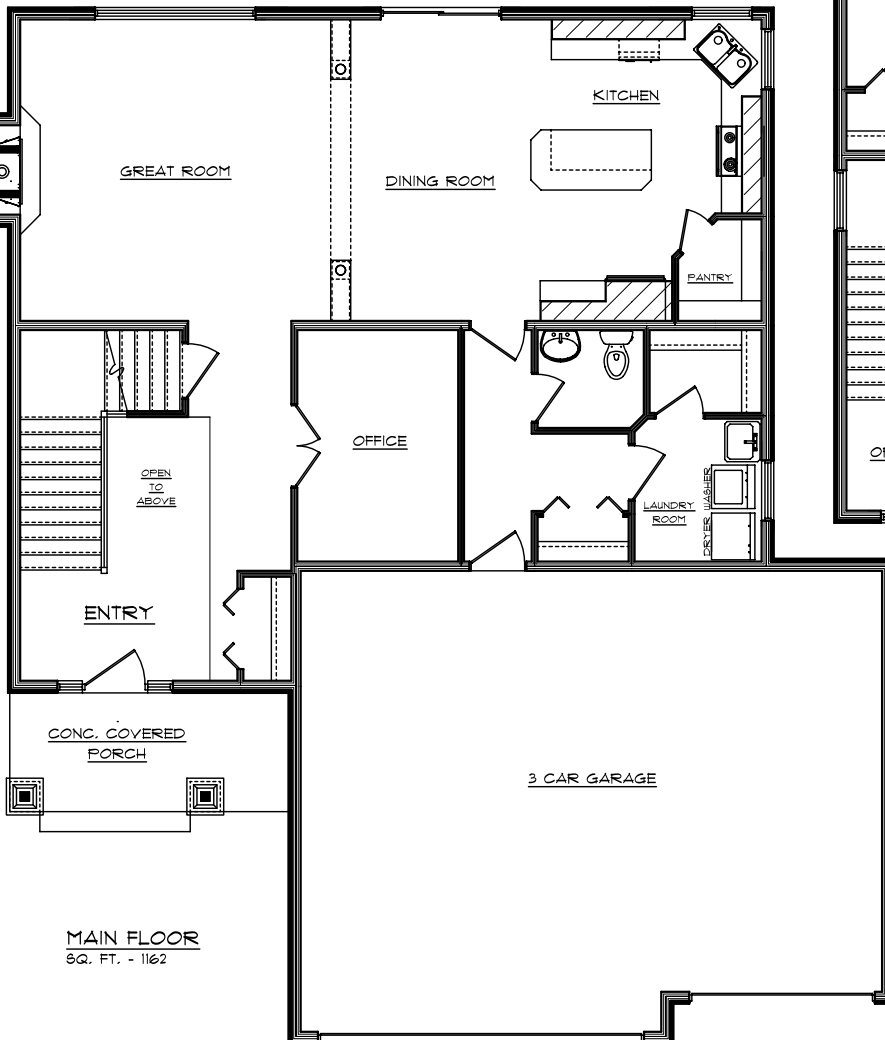 KITCHEN
GREAT ROOM
DINING ROOM
PANTRY
OFFICE
OPEN
TO
ABOVE
WASHER
LAUNDRY
ROOM
DRYER
ENTRY
CONC. COVERED
PORCH
3 CAR GARAGE
MAIN FLOOR
SQ. FT. - 1162